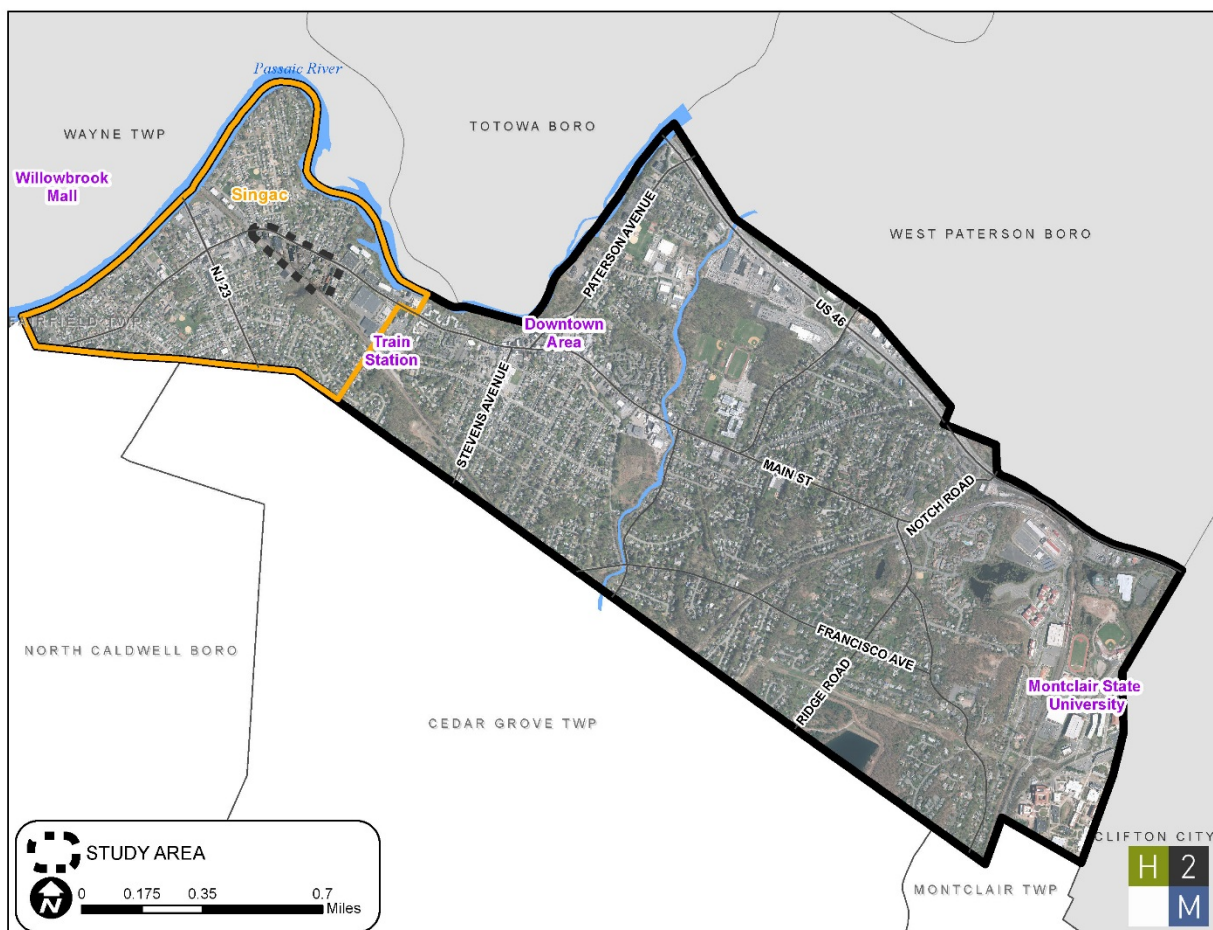 Passaic River
WAYNE TWP
TOTOWA BORO
Willowbrook
Mall
Singac
PATERSON AVENUE
WEST PATERSON BORO
NJ 23
US 46
FAIRFIELD TWP
Downtown
Area
Train
Station
STEVENS AVENUE
MAIN ST
NOTCH ROAD
FRANCISCO AVE
NORTH CALDWELL BORO
RIDGE ROAD
Montclair State
University
CEDAR GROVE TWP
CLIFTON CITY
MONTCLAIR TWP
STUDY AREA
N
0 0.175 0.35 0.7
Miles
H 2
M